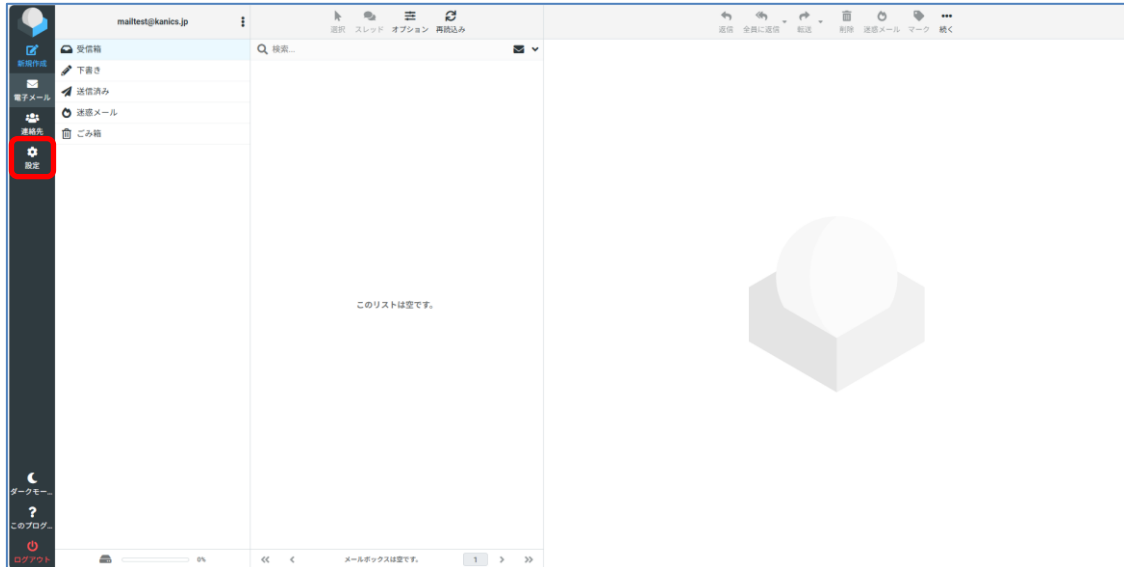 mailtest@kanics.jp
選択 スレッド オプション 再読込み
返信 全員に返信 転送 削除 迷惑メール マーク 続く
新規作成
電子メール
連絡先
設定
受信箱
下書き
送信済み
迷惑メール
ごみ箱
検索...
このリストは空です。
ダークモー...
このプログ...
ログアウト
0%
メールボックスは空です。
1